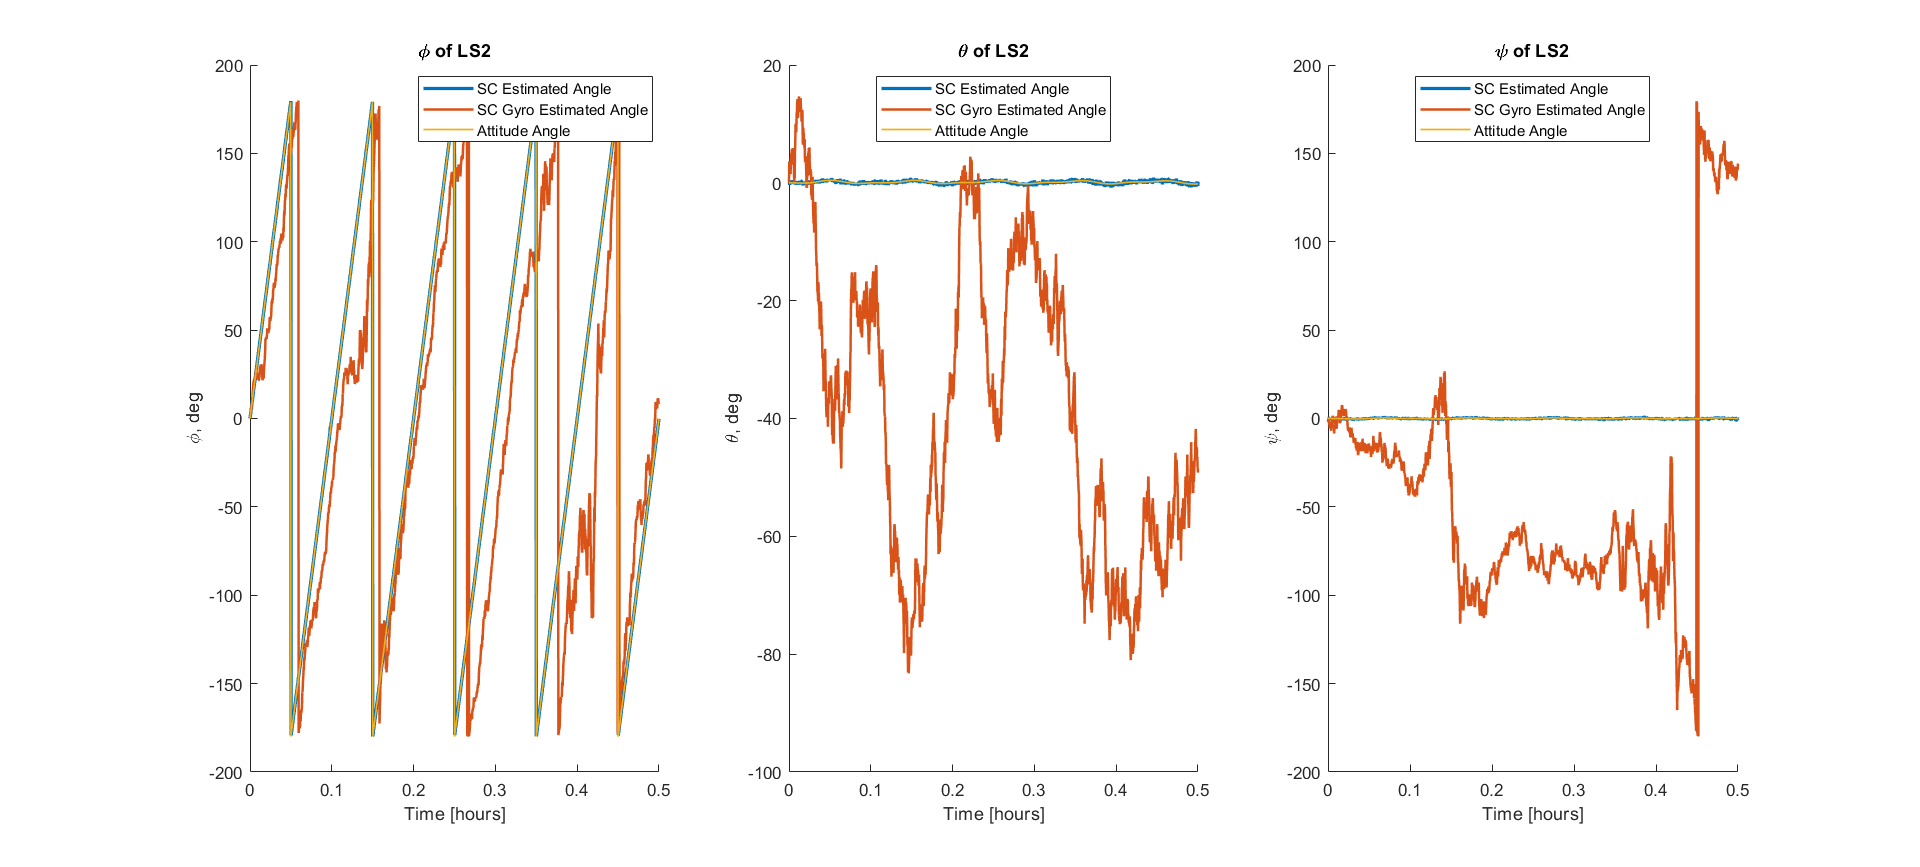 ϕ of LS2
SC Estimated Angle
SC Gyro Estimated Angle
Attitude Angle
ϕ, deg
200
150
100
50
0
-50
-100
-150
-200
0
0.1
0.2
0.3
0.4
0.5
Time [hours]
θ of LS2
SC Estimated Angle
SC Gyro Estimated Angle
Attitude Angle
θ, deg
20
0
-20
-40
-60
-80
-100
0
0.1
0.2
0.3
0.4
0.5
Time [hours]
ψ of LS2
SC Estimated Angle
SC Gyro Estimated Angle
Attitude Angle
ψ, deg
200
150
100
50
0
-50
-100
-150
-200
0
0.1
0.2
0.3
0.4
0.5
Time [hours]